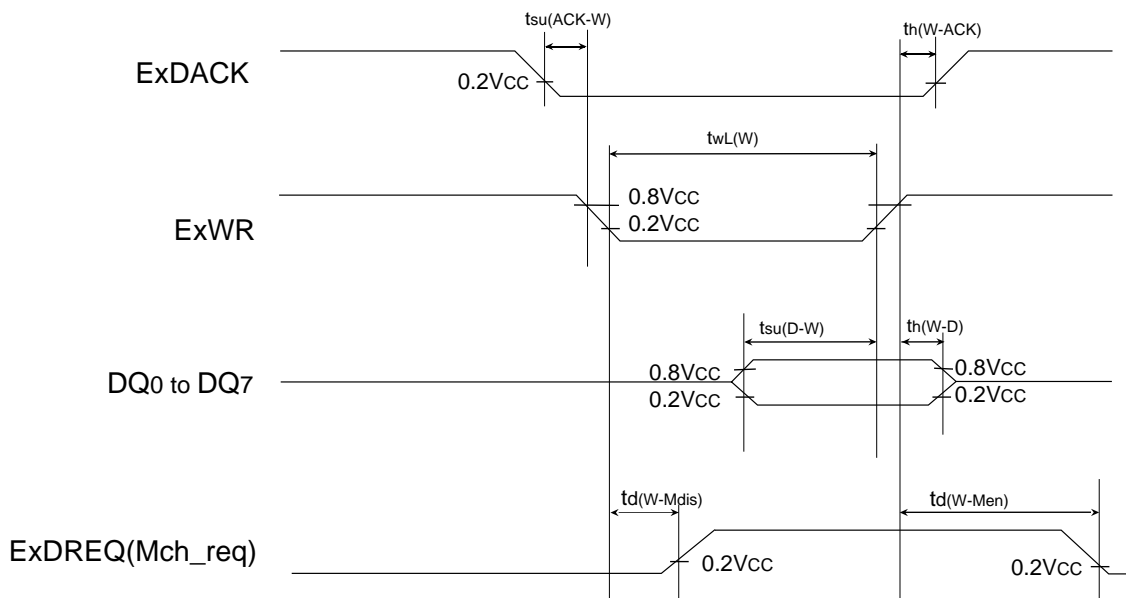 tsu(ACK-W)
th(W-ACK)
ExDACK
0.2VCC
twL(W)
0.8VCC
ExWR
0.2VCC
tsu(D-W)
th(W-D)
0.8VCC
0.8VCC
DQ0 to DQ7
0.2VCC
0.2VCC
td(W-Mdis)
td(W-Men)
ExDREQ(Mch_req)
0.2VCC
0.2VCC